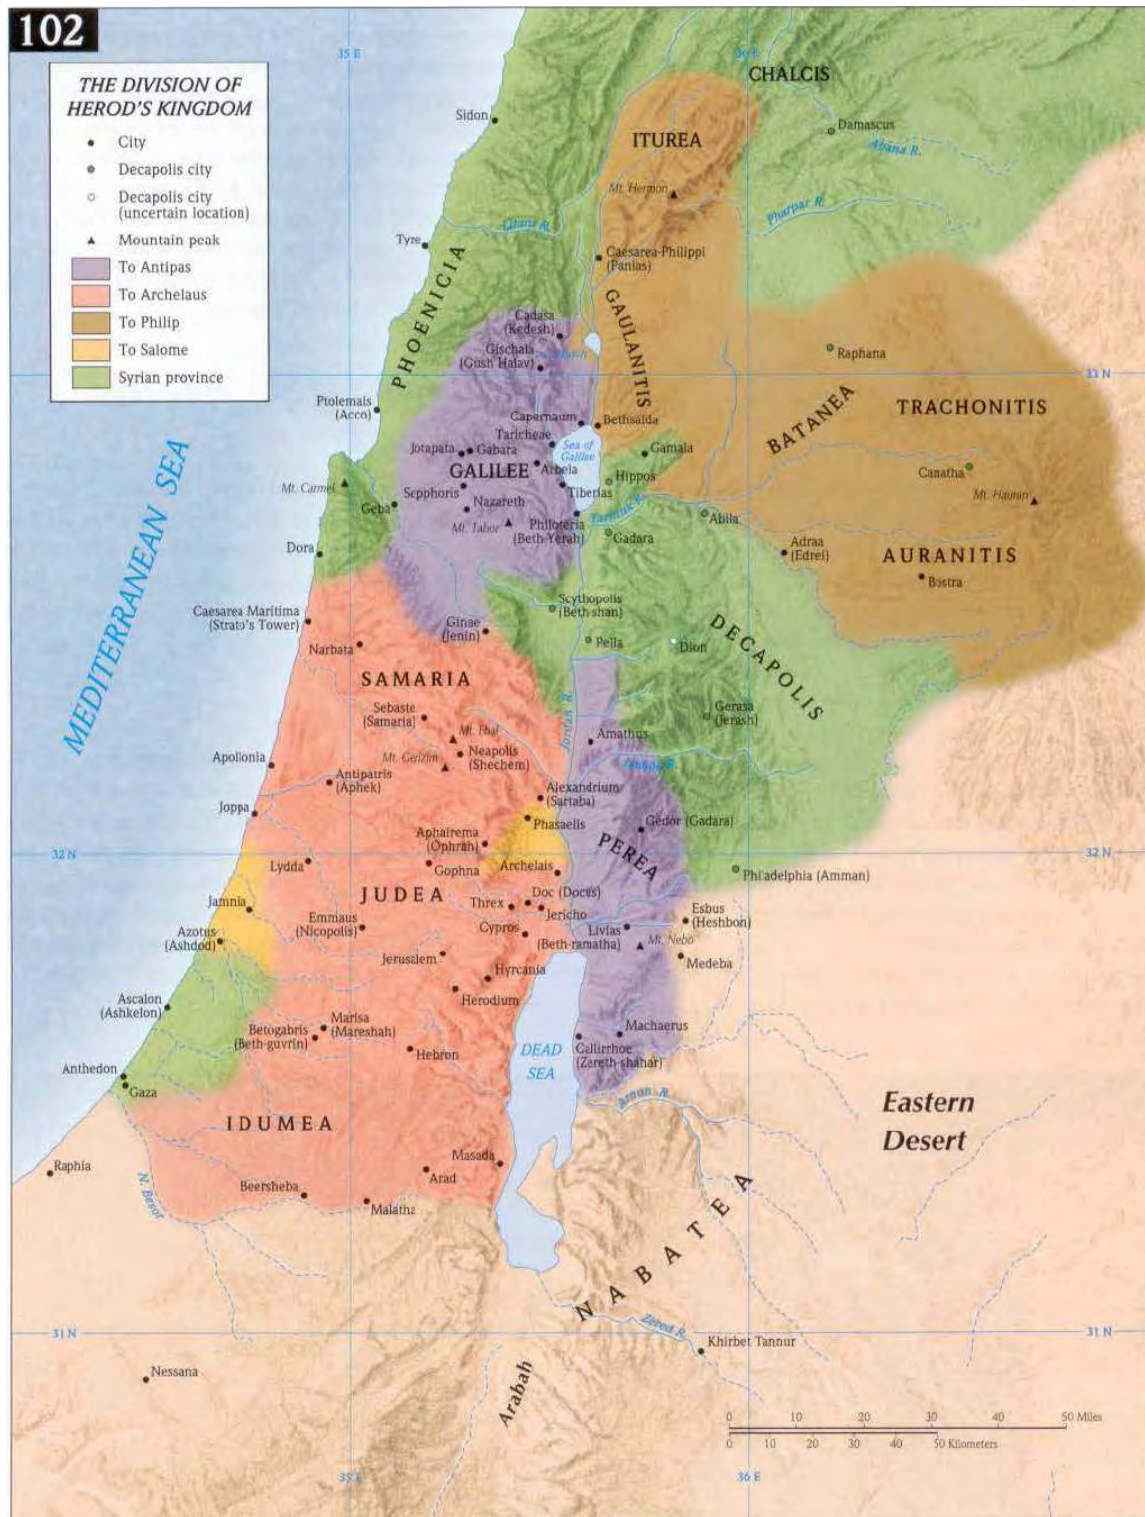 102
THE DIVISION OF
HEROD'S KINGDOM
City
Decapolis city
Decapolis city
(uncertain location)
Mountain peak
To Antipas
To Archelaus
To Philip
To Salome
Syrian province
35 E
36 E
CHALCIS
Sidon
Damascus
Abana R.
ITUREA
Mt. Hermon
Pharpar R.
Litani R.
Tyre
Caesarea-Philippi
(Panias)
PHOENICIA
GAULANITIS
Cadasa
(Kedesh)
Gischala
(Gush Halav)
Raphana
33 N
Ptolemais
(Acco)
Capernaum
Bethsaida
BATANEA
TRACHONITIS
Taricheae
Sea of
Galilee
Jotapata
Gabara
Gamala
GALILEE
Arbela
Hippos
Canatha
Mt. Carmel
Sepphoris
Tiberias
Mt. Hauran
Geba
Nazareth
Yarmuk R.
Abila
Mt. Tabor
Philoteria
(Beth-Yerah)
Gadara
Dora
Adraa
(Edrei)
AURANITIS
Bostra
MEDITERRANEAN SEA
Caesarea Maritima
(Strato's Tower)
Scythopolis
(Beth-shan)
Ginae
(Jenin)
DECAPOLIS
Narbata
Pella
Dion
SAMARIA
Sebaste
(Samaria)
Jordan R.
Gerasa
(Jerash)
Mt. Ebal
Amathus
Apollonia
Mt. Gerizim
Neapolis
(Shechem)
Jabbok R.
Antipatris
(Aphek)
Alexandrium
(Sartaba)
Joppa
Phasaelis
Gedor (Gadara)
Aphairema
(Ophrah)
PEREA
32 N
32 N
Lydda
Gophna
Archelais
Philadelphia (Amman)
JUDEA
Doc (Docus)
Jamnia
Threx
Jericho
Esbus
(Heshbon)
Emmaus
(Nicopolis)
Cypros
Livias
(Beth-ramatha)
Mt. Nebo
Azotus
(Ashdod)
Jerusalem
Medeba
Hyrcania
Ascalon
(Ashkelon)
Herodium
Marisa
(Mareshah)
Betogabris
(Beth-guvrin)
Machaerus
Hebron
DEAD
SEA
Callirrhoe
(Zereth-shahar)
Anthedon
Gaza
Arnon R.
Eastern
Desert
IDUMEA
Masada
Raphia
Arad
N. Besor
Beersheba
Malatha
NABATEA
31 N
31 N
Zered R.
Khirbet Tannur
Nessana
Arabah
0 10 20 30 40 50 Miles
0 10 20 30 40 50 Kilometers
35 E
36 E